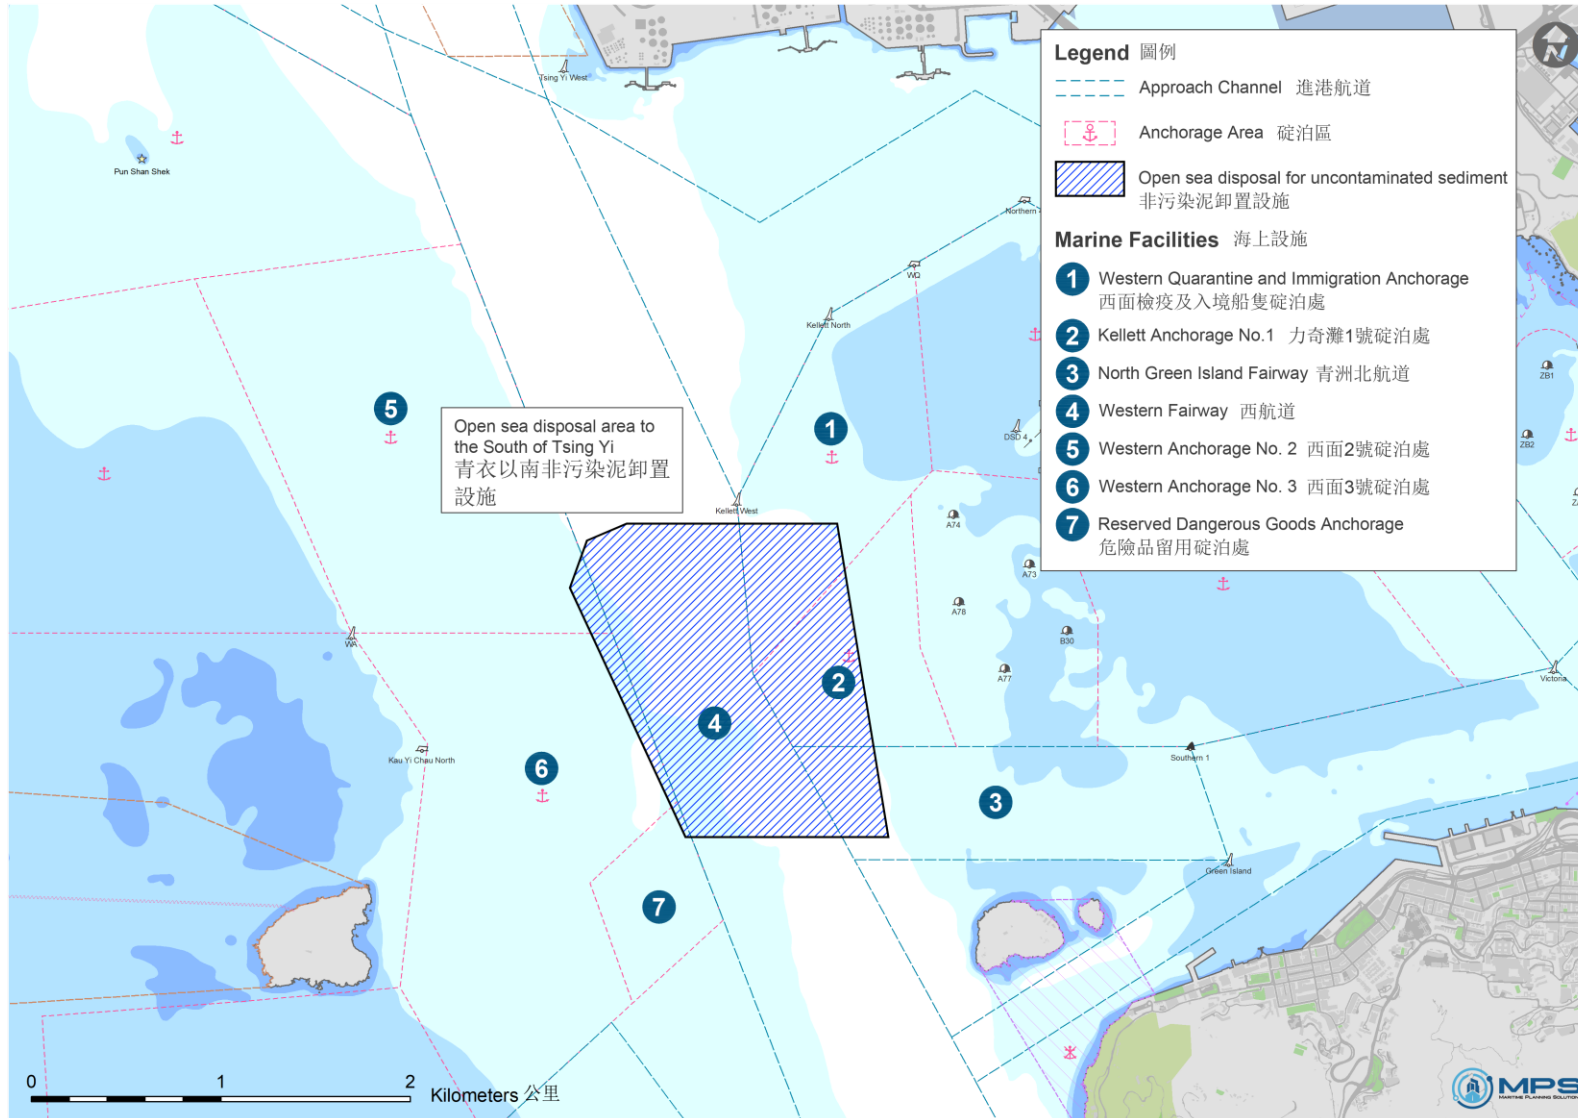 Legend 圖例
Approach Channel 進港航道
Anchorage Area 碇泊區
Open sea disposal for uncontaminated sediment
非污染泥卸置設施
Marine Facilities 海上設施
1 Western Quarantine and Immigration Anchorage
西面檢疫及入境船隻碇泊處
2 Kellett Anchorage No.1 力奇灘1號碇泊處
3 North Green Island Fairway 青洲北航道
4 Western Fairway 西航道
5 Western Anchorage No. 2 西面2號碇泊處
6 Western Anchorage No. 3 西面3號碇泊處
7 Reserved Dangerous Goods Anchorage
危險品留用碇泊處
N
Tsing Yi West
Pun Shan Shek
Northern
WQ
Kellett North
ZB1
5
1
DSD 4
ZB2
Open sea disposal area to
the South of Tsing Yi
青衣以南非污染泥卸置
設施
Kellett West
A74
A73
A78
B30
WA
A77
Victoria
2
4
Kau Yi Chau North
Southern 1
6
3
Green Island
7
0 1 2 Kilometers 公里
MPS
MARITIME PLANNING SOLUTION